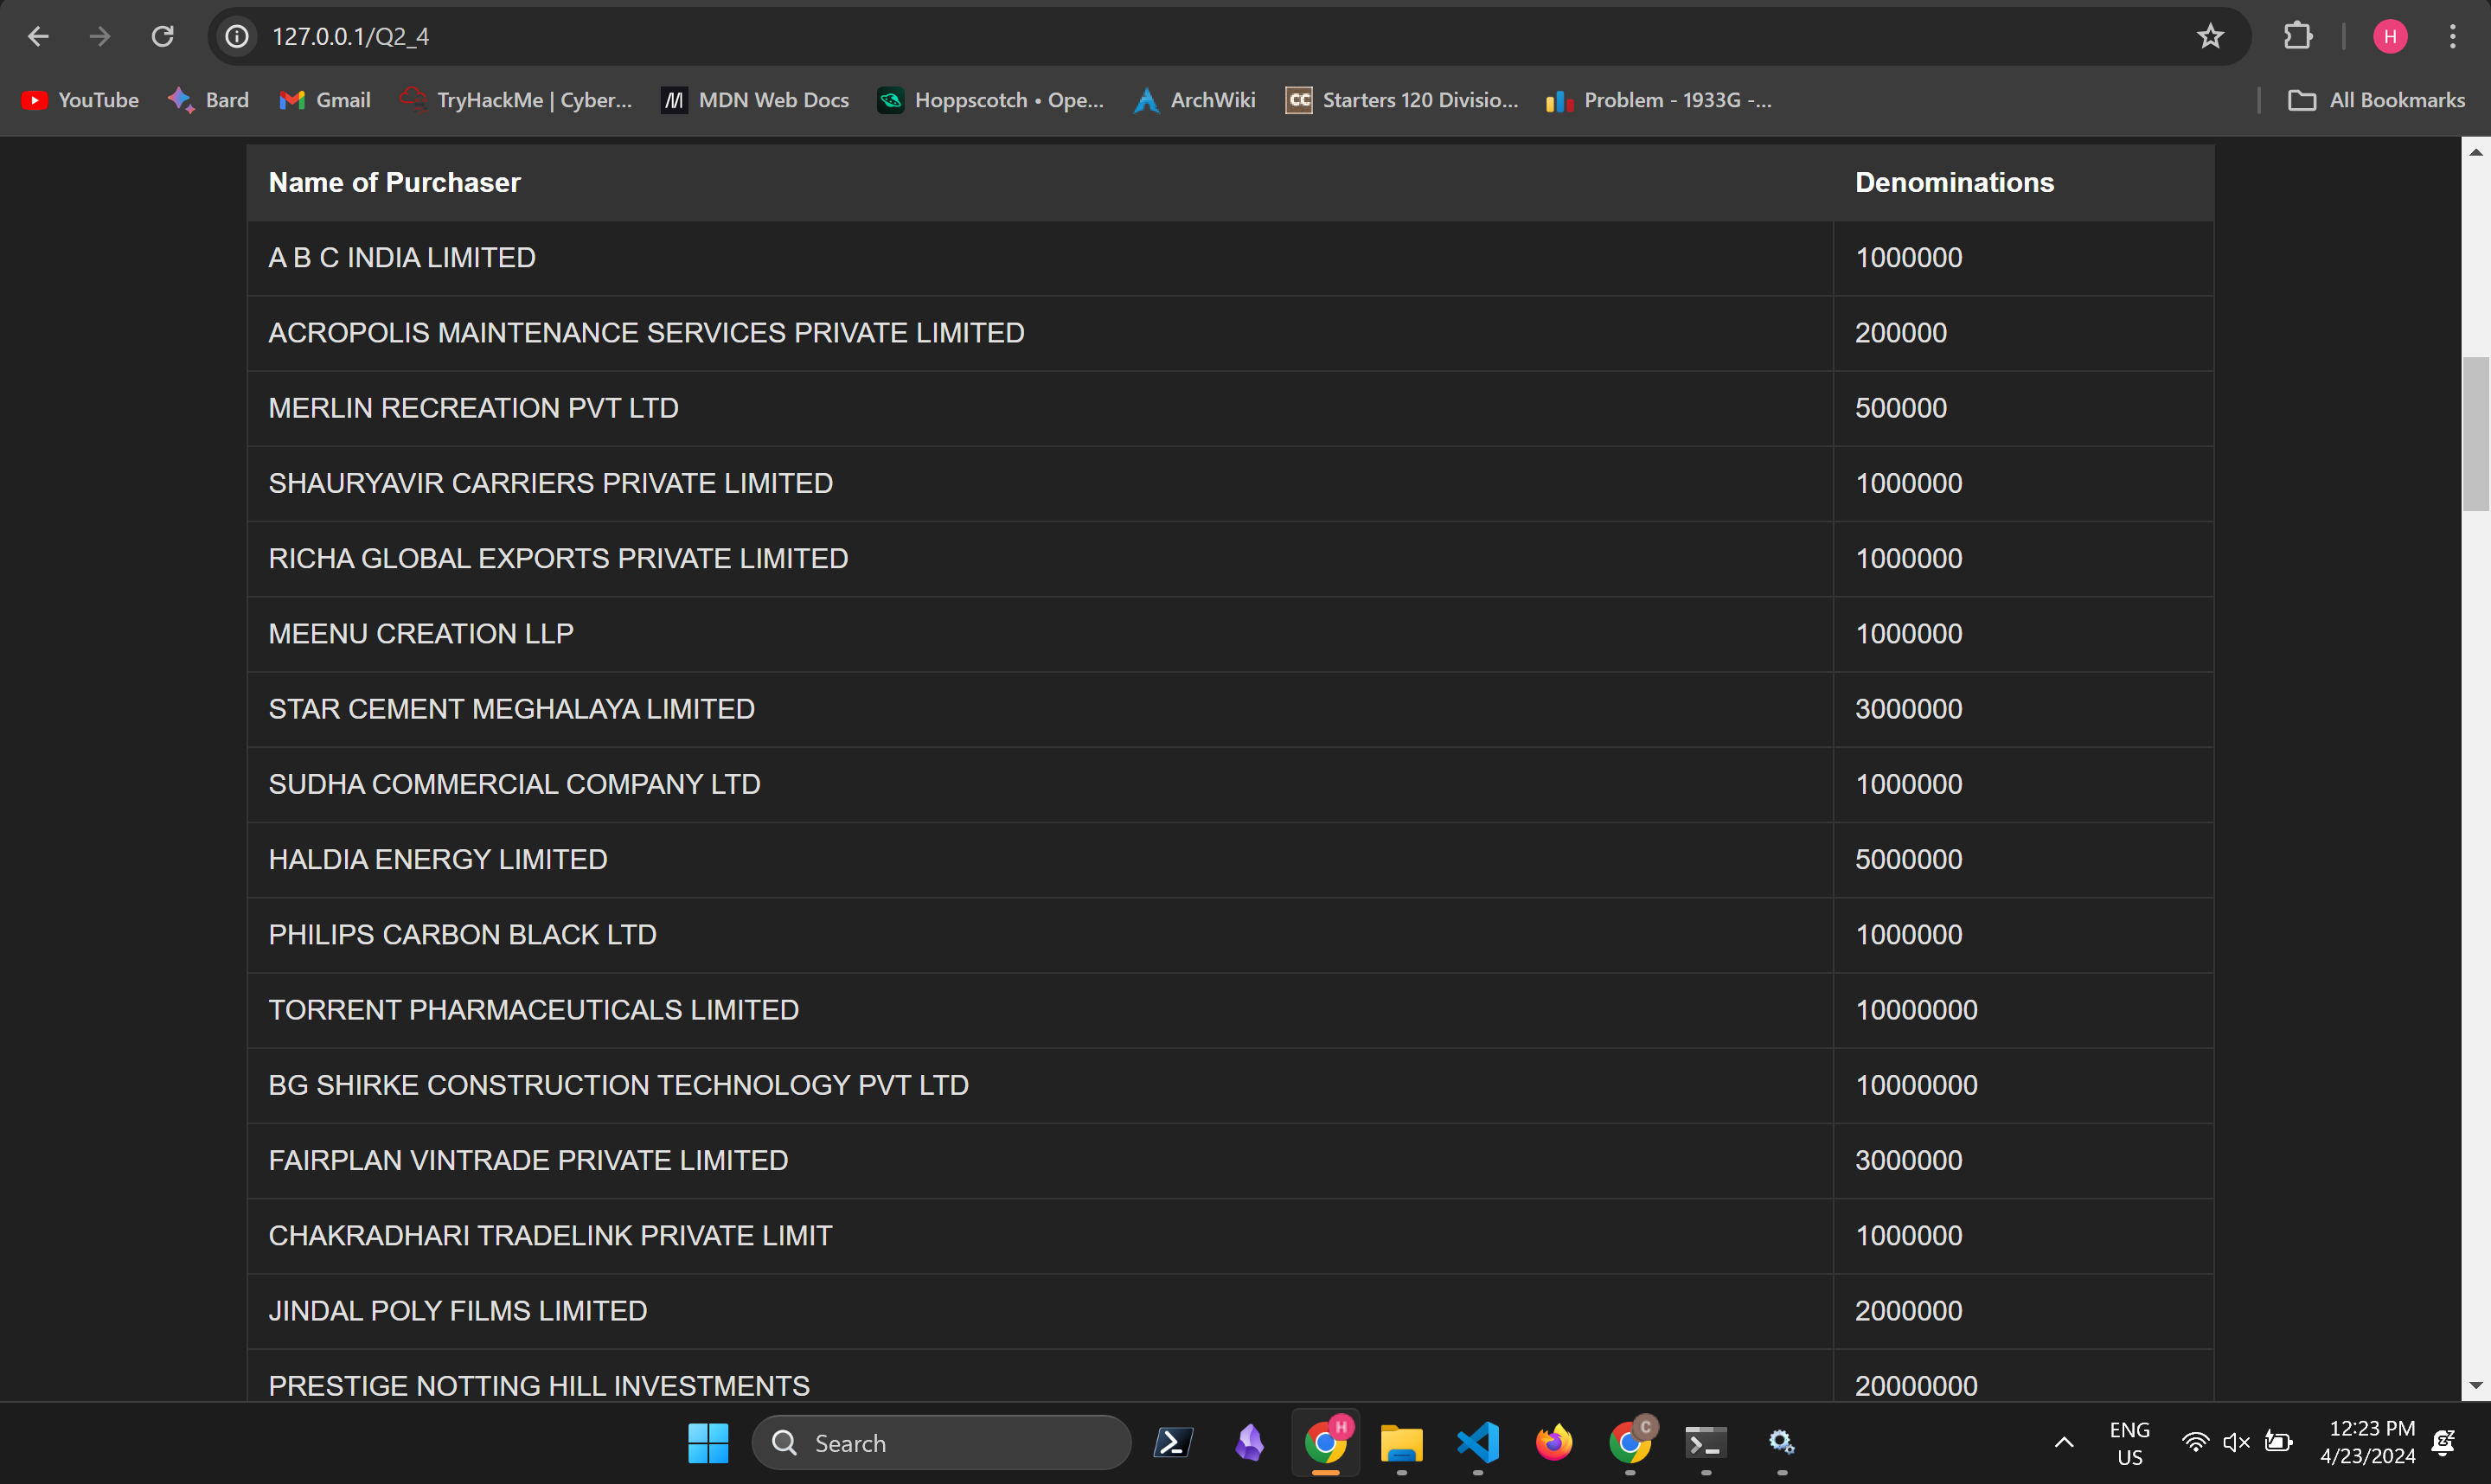 127.0.0.1/Q2_4
H
YouTube Bard Gmail TryHackMe | Cyber... MDN Web Docs Hoppscotch • Ope... ArchWiki CC Starters 120 Divisio... Problem - 1933G -... All Bookmarks
Name of Purchaser Denominations
A B C INDIA LIMITED 1000000
ACROPOLIS MAINTENANCE SERVICES PRIVATE LIMITED 200000
MERLIN RECREATION PVT LTD 500000
SHAURYAVIR CARRIERS PRIVATE LIMITED 1000000
RICHA GLOBAL EXPORTS PRIVATE LIMITED 1000000
MEENU CREATION LLP 1000000
STAR CEMENT MEGHALAYA LIMITED 3000000
SUDHA COMMERCIAL COMPANY LTD 1000000
HALDIA ENERGY LIMITED 5000000
PHILIPS CARBON BLACK LTD 1000000
TORRENT PHARMACEUTICALS LIMITED 10000000
BG SHIRKE CONSTRUCTION TECHNOLOGY PVT LTD 10000000
FAIRPLAN VINTRADE PRIVATE LIMITED 3000000
CHAKRADHARI TRADELINK PRIVATE LIMIT 1000000
JINDAL POLY FILMS LIMITED 2000000
PRESTIGE NOTTING HILL INVESTMENTS 20000000
Search
H
C
ENG
US
12:23 PM
4/23/2024